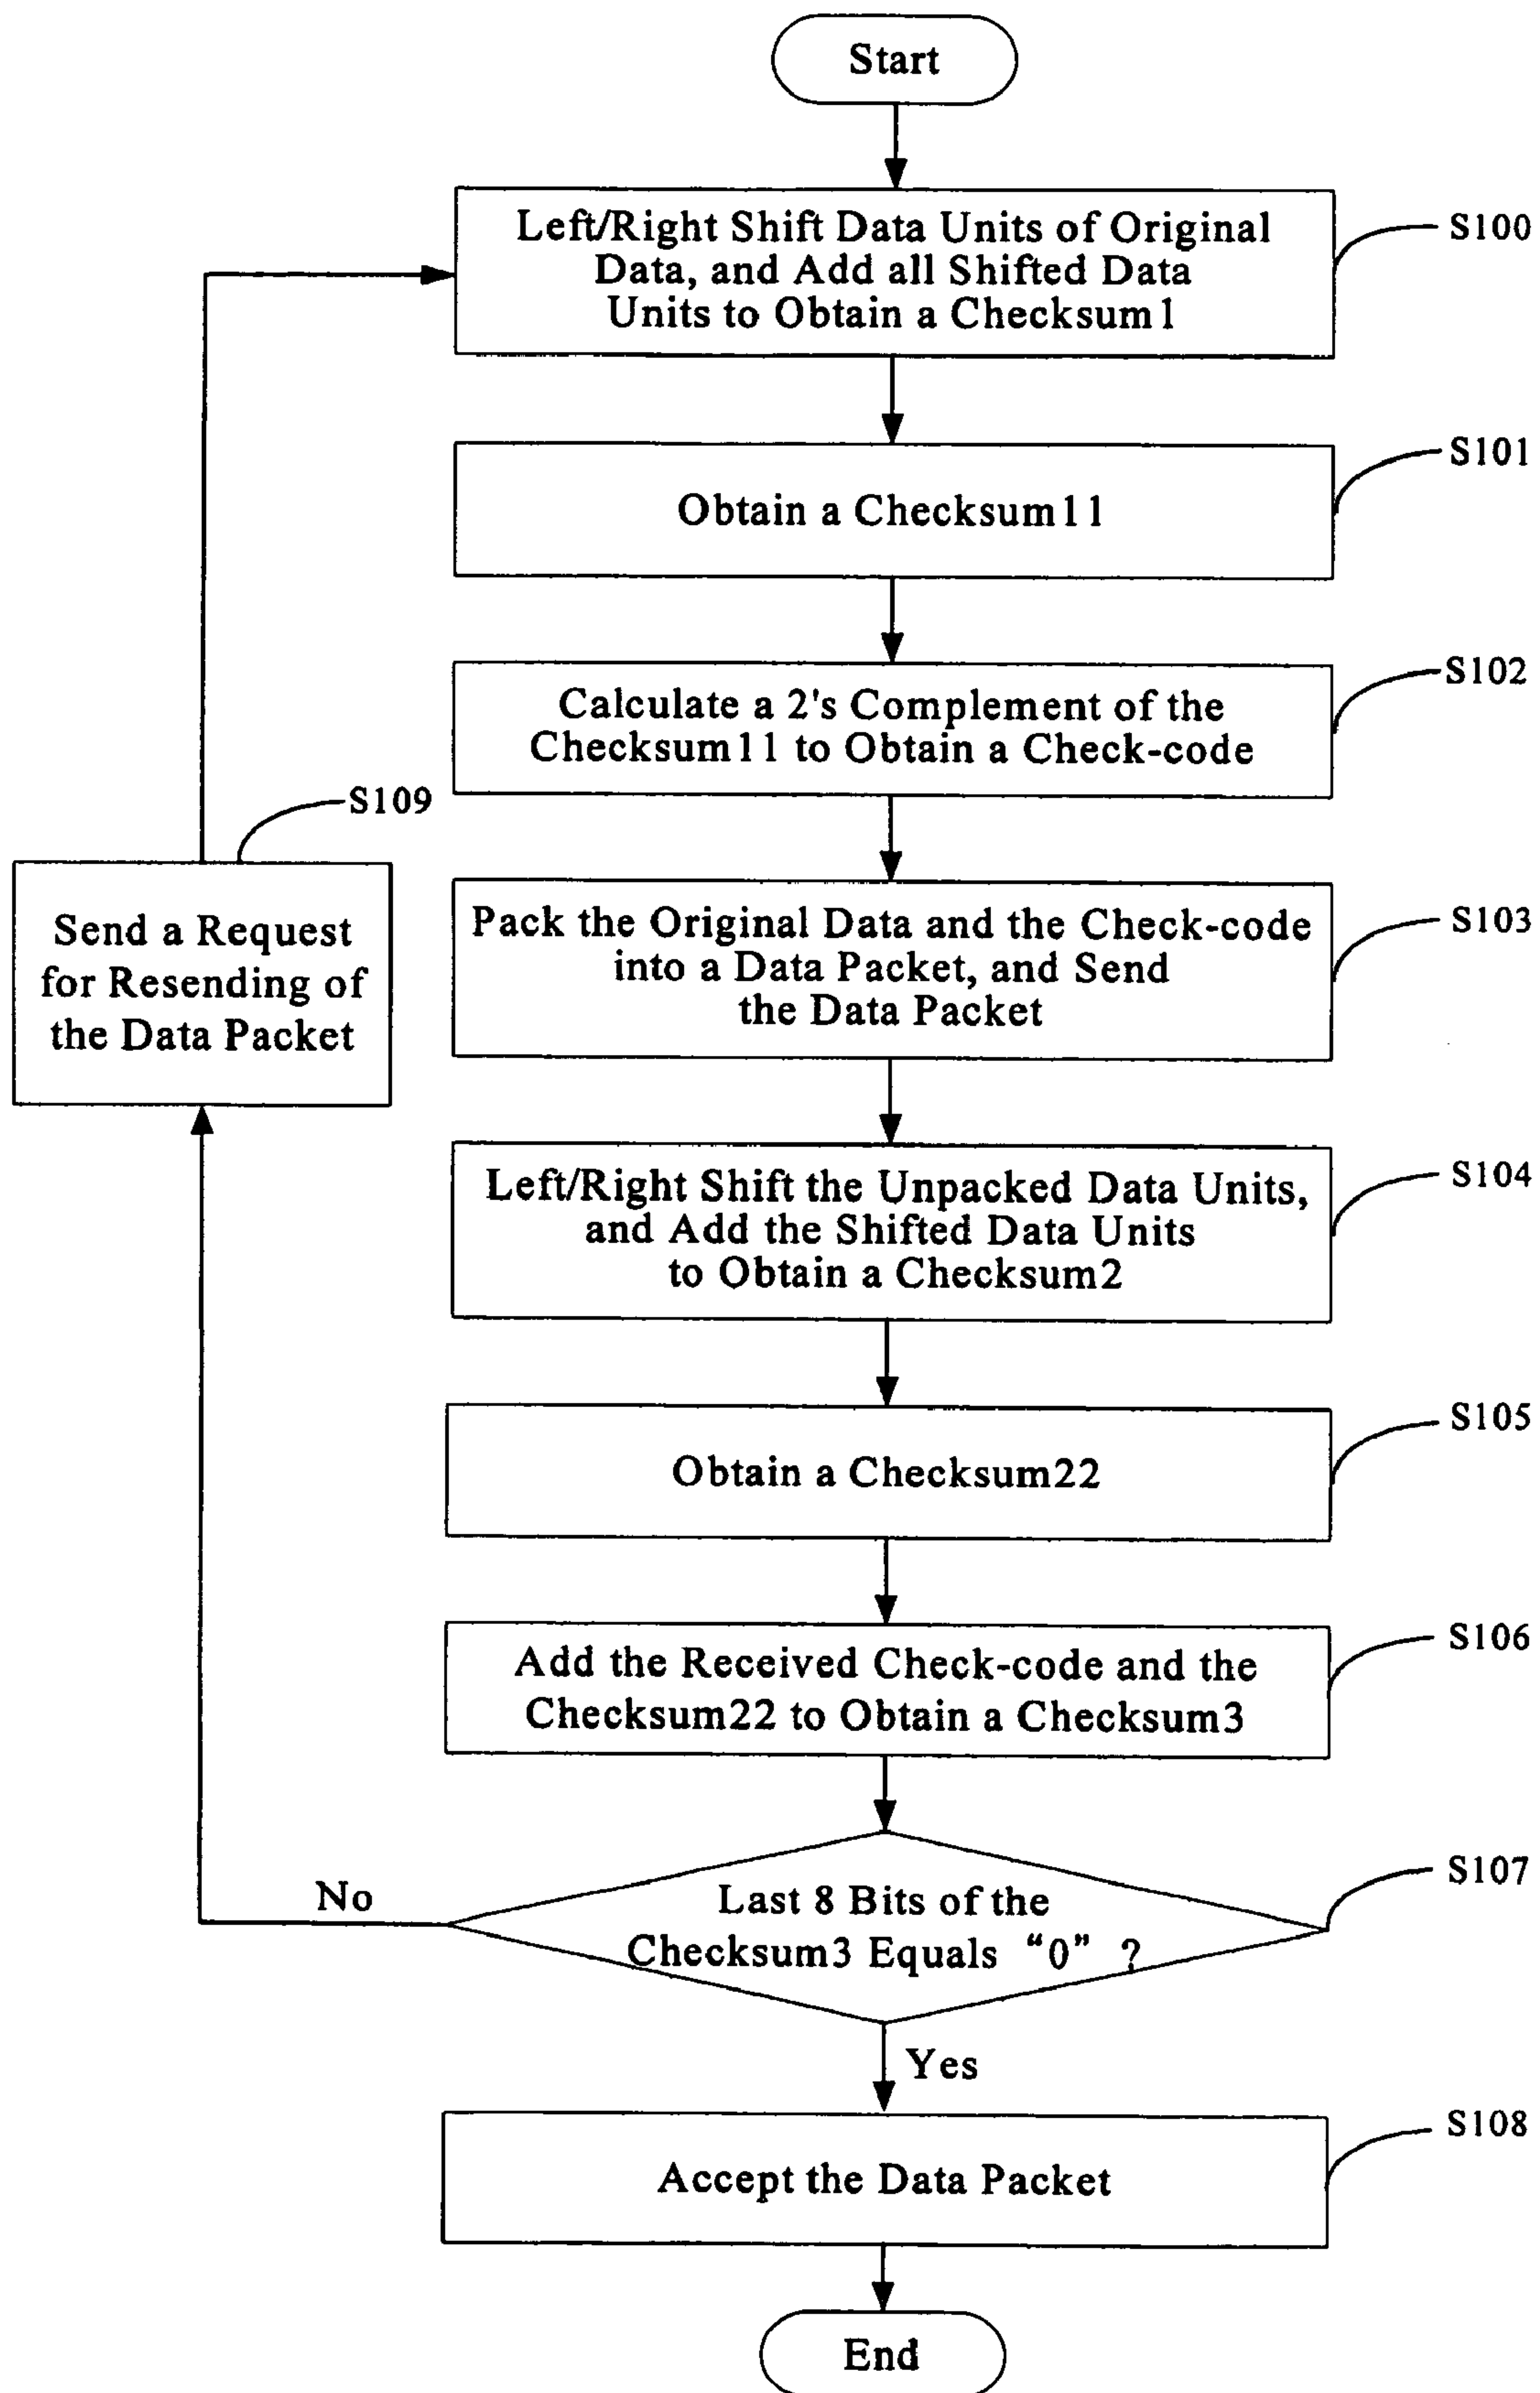 Start
Left/Right Shift Data Units of Original
Data, and Add all Shifted Data
Units to Obtain a Checksum1
S100
Obtain a Checksum11
S101
Calculate a 2's Complement of the
Checksum11 to Obtain a Check-code
S102
S109
Send a Request
for Resending of
the Data Packet
Pack the Original Data and the Check-code
into a Data Packet, and Send
the Data Packet
S103
Left/Right Shift the Unpacked Data Units,
and Add the Shifted Data Units
to Obtain a Checksum2
S104
Obtain a Checksum22
S105
Add the Received Check-code and the
Checksum22 to Obtain a Checksum3
S106
Last 8 Bits of the
Checksum3 Equals “0” ?
S107
No
Yes
Accept the Data Packet
S108
End